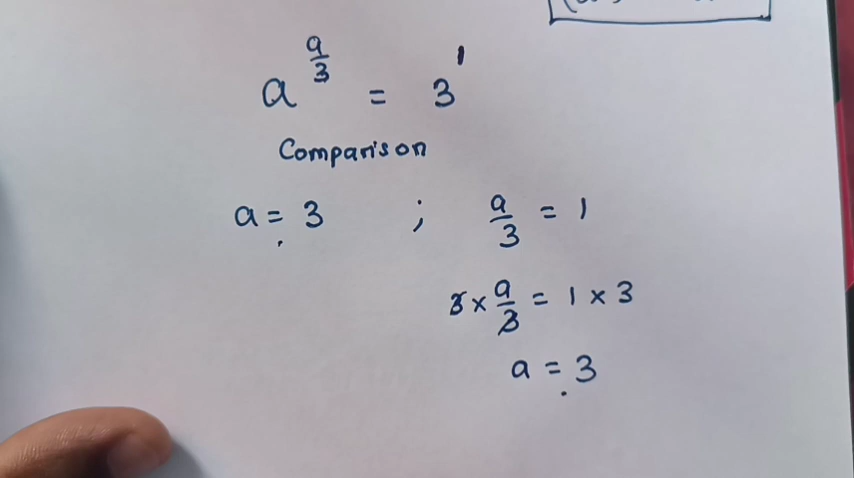 a^(a/3) = 3^1
Comparison
a = 3 ; a/3 = 1
3 × a/3 = 1 × 3
a = 3